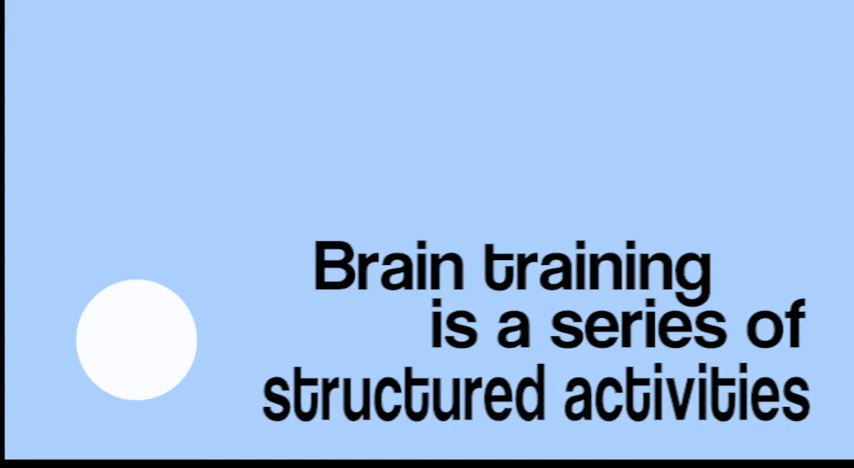 Brain training
is a series of
structured activities